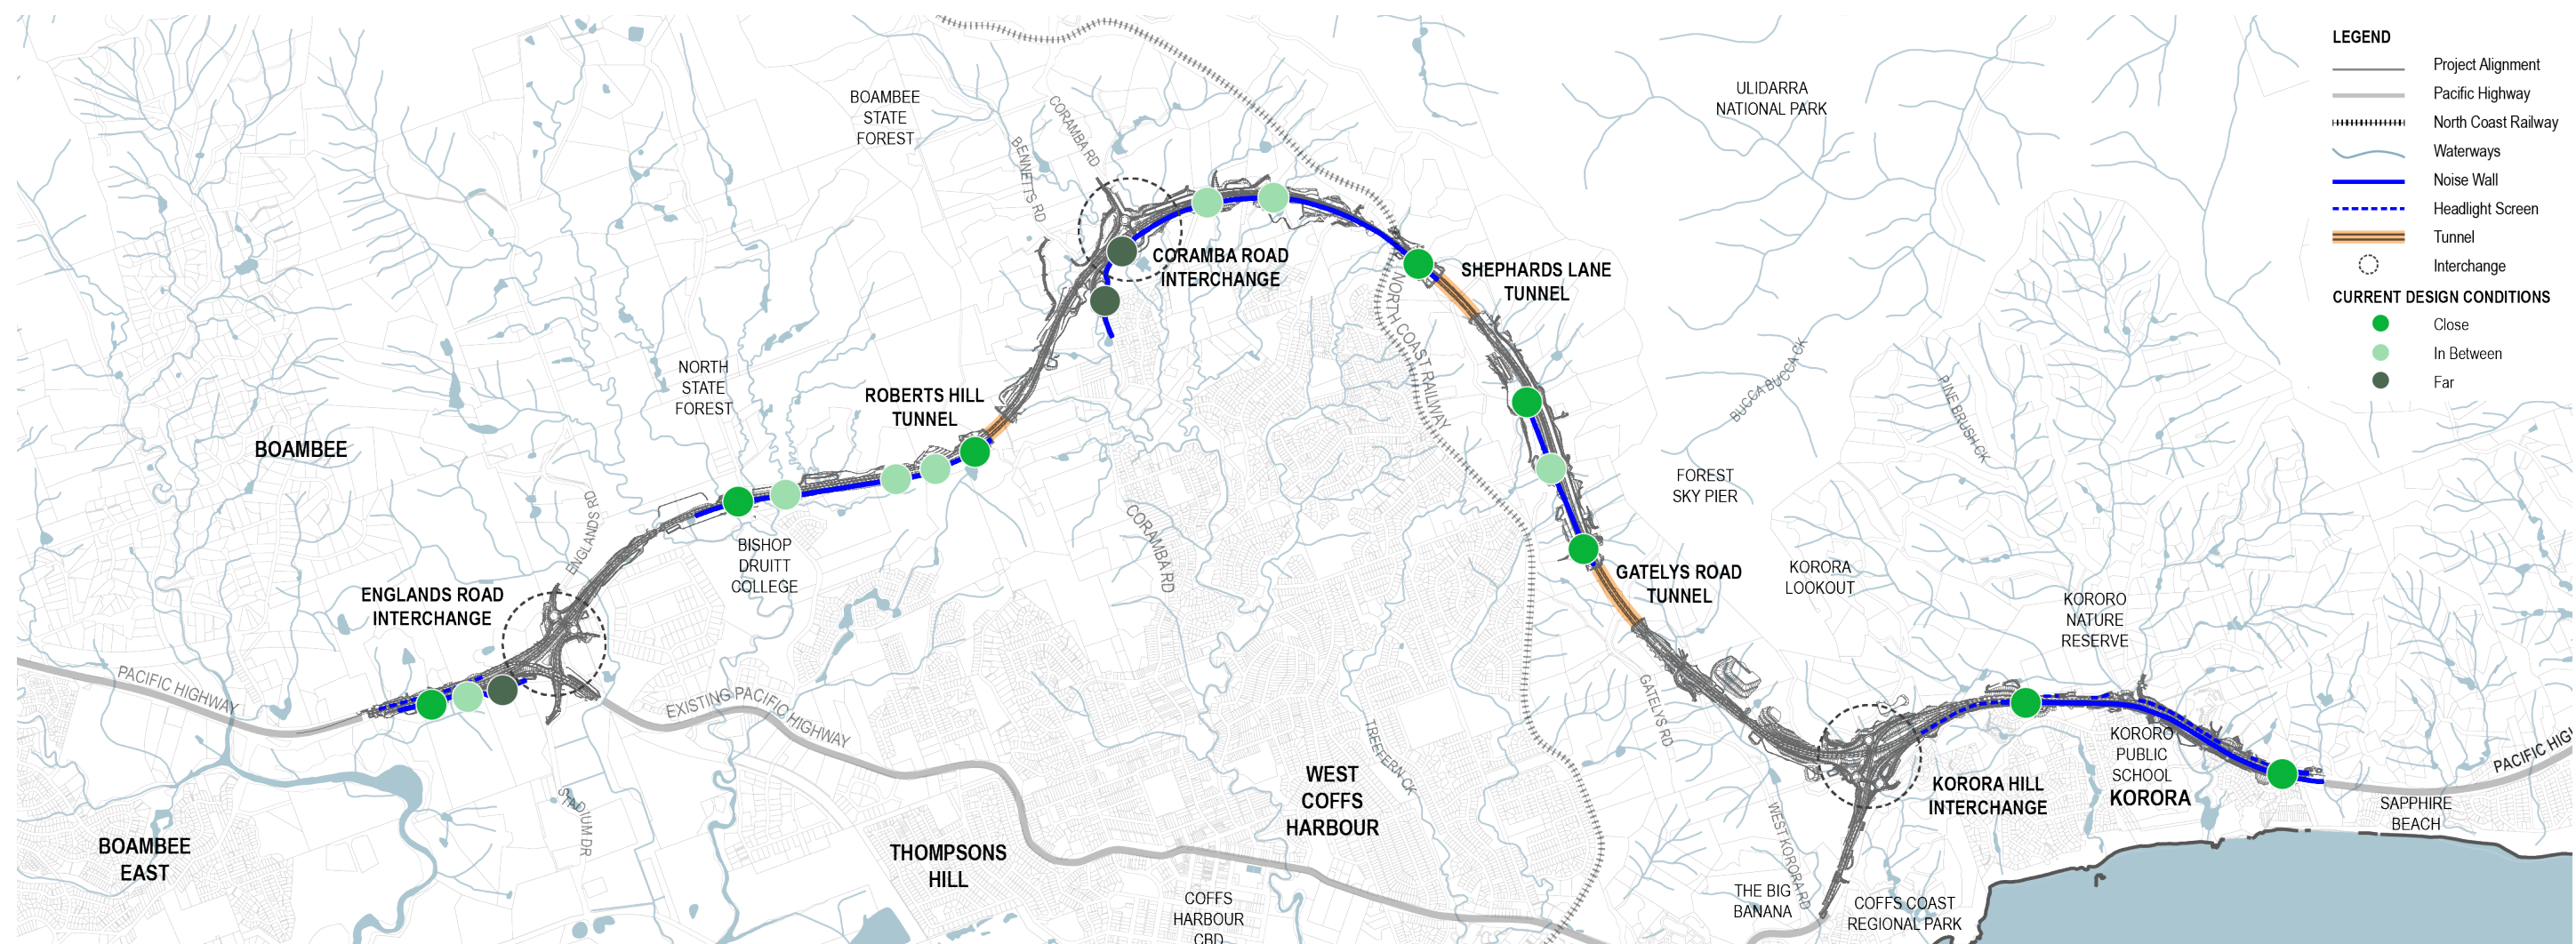 LEGEND
Project Alignment
Pacific Highway
North Coast Railway
Waterways
Noise Wall
Headlight Screen
Tunnel
Interchange
CURRENT DESIGN CONDITIONS
Close
In Between
Far
BOAMBEE
STATE
FOREST
CORAMBA RD
BENNETTS RD
ULIDARRA
NATIONAL PARK
CORAMBA ROAD
INTERCHANGE
SHEPHARDS LANE
TUNNEL
NORTH COAST RAILWAY
NORTH
STATE
FOREST
ROBERTS HILL
TUNNEL
BUCCA BUCCA CK
PINE BRUSH CK
BOAMBEE
FOREST
SKY PIER
ENGLANDS RD
CORAMBA RD
BISHOP
DRUITT
COLLEGE
ENGLANDS ROAD
INTERCHANGE
GATELYS ROAD
TUNNEL
KORORA
LOOKOUT
KORORO
NATURE
RESERVE
PACIFIC HIGHWAY
EXISTING PACIFIC HIGHWAY
GATELYS RD
TREEFERN CK
KORORO
PUBLIC
SCHOOL
KORORA
PACIFIC HIGH
KORORA HILL
INTERCHANGE
SAPPHIRE
BEACH
WEST
COFFS
HARBOUR
WEST KORORA RD
STADIUM DR
BOAMBEE
EAST
THOMPSONS
HILL
COFFS
HARBOUR
CBD
THE BIG
BANANA
COFFS COAST
REGIONAL PARK